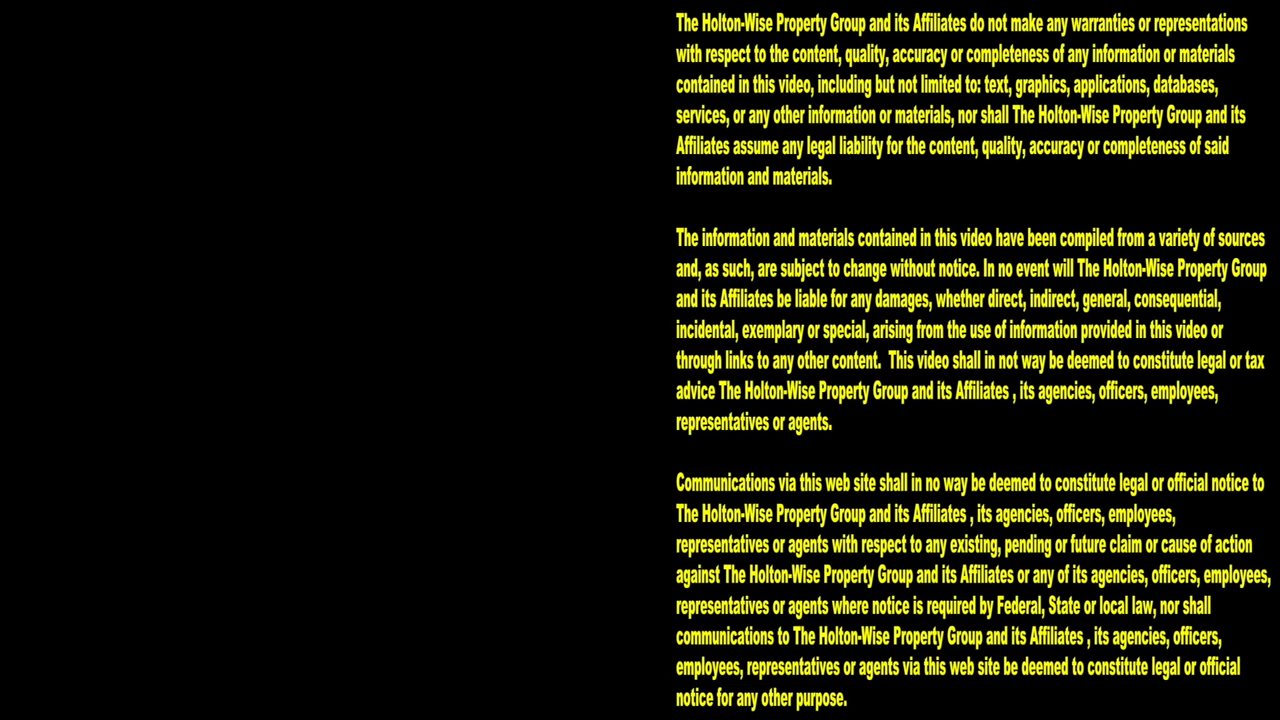 The Holton-Wise Property Group and its Affiliates do not make any warranties or representations
with respect to the content, quality, accuracy or completeness of any information or materials
contained in this video, including but not limited to: text, graphics, applications, databases,
services, or any other information or materials, nor shall The Holton-Wise Property Group and its
Affiliates assume any legal liability for the content, quality, accuracy or completeness of said
information and materials.
The information and materials contained in this video have been compiled from a variety of sources
and, as such, are subject to change without notice. In no event will The Holton-Wise Property Group
and its Affiliates be liable for any damages, whether direct, indirect, general, consequential,
incidental, exemplary or special, arising from the use of information provided in this video or
through links to any other content.  This video shall in not way be deemed to constitute legal or tax
advice The Holton-Wise Property Group and its Affiliates , its agencies, officers, employees,
representatives or agents.
Communications via this web site shall in no way be deemed to constitute legal or official notice to
The Holton-Wise Property Group and its Affiliates , its agencies, officers, employees,
representatives or agents with respect to any existing, pending or future claim or cause of action
against The Holton-Wise Property Group and its Affiliates or any of its agencies, officers, employees,
representatives or agents where notice is required by Federal, State or local law, nor shall
communications to The Holton-Wise Property Group and its Affiliates , its agencies, officers,
employees, representatives or agents via this web site be deemed to constitute legal or official
notice for any other purpose.